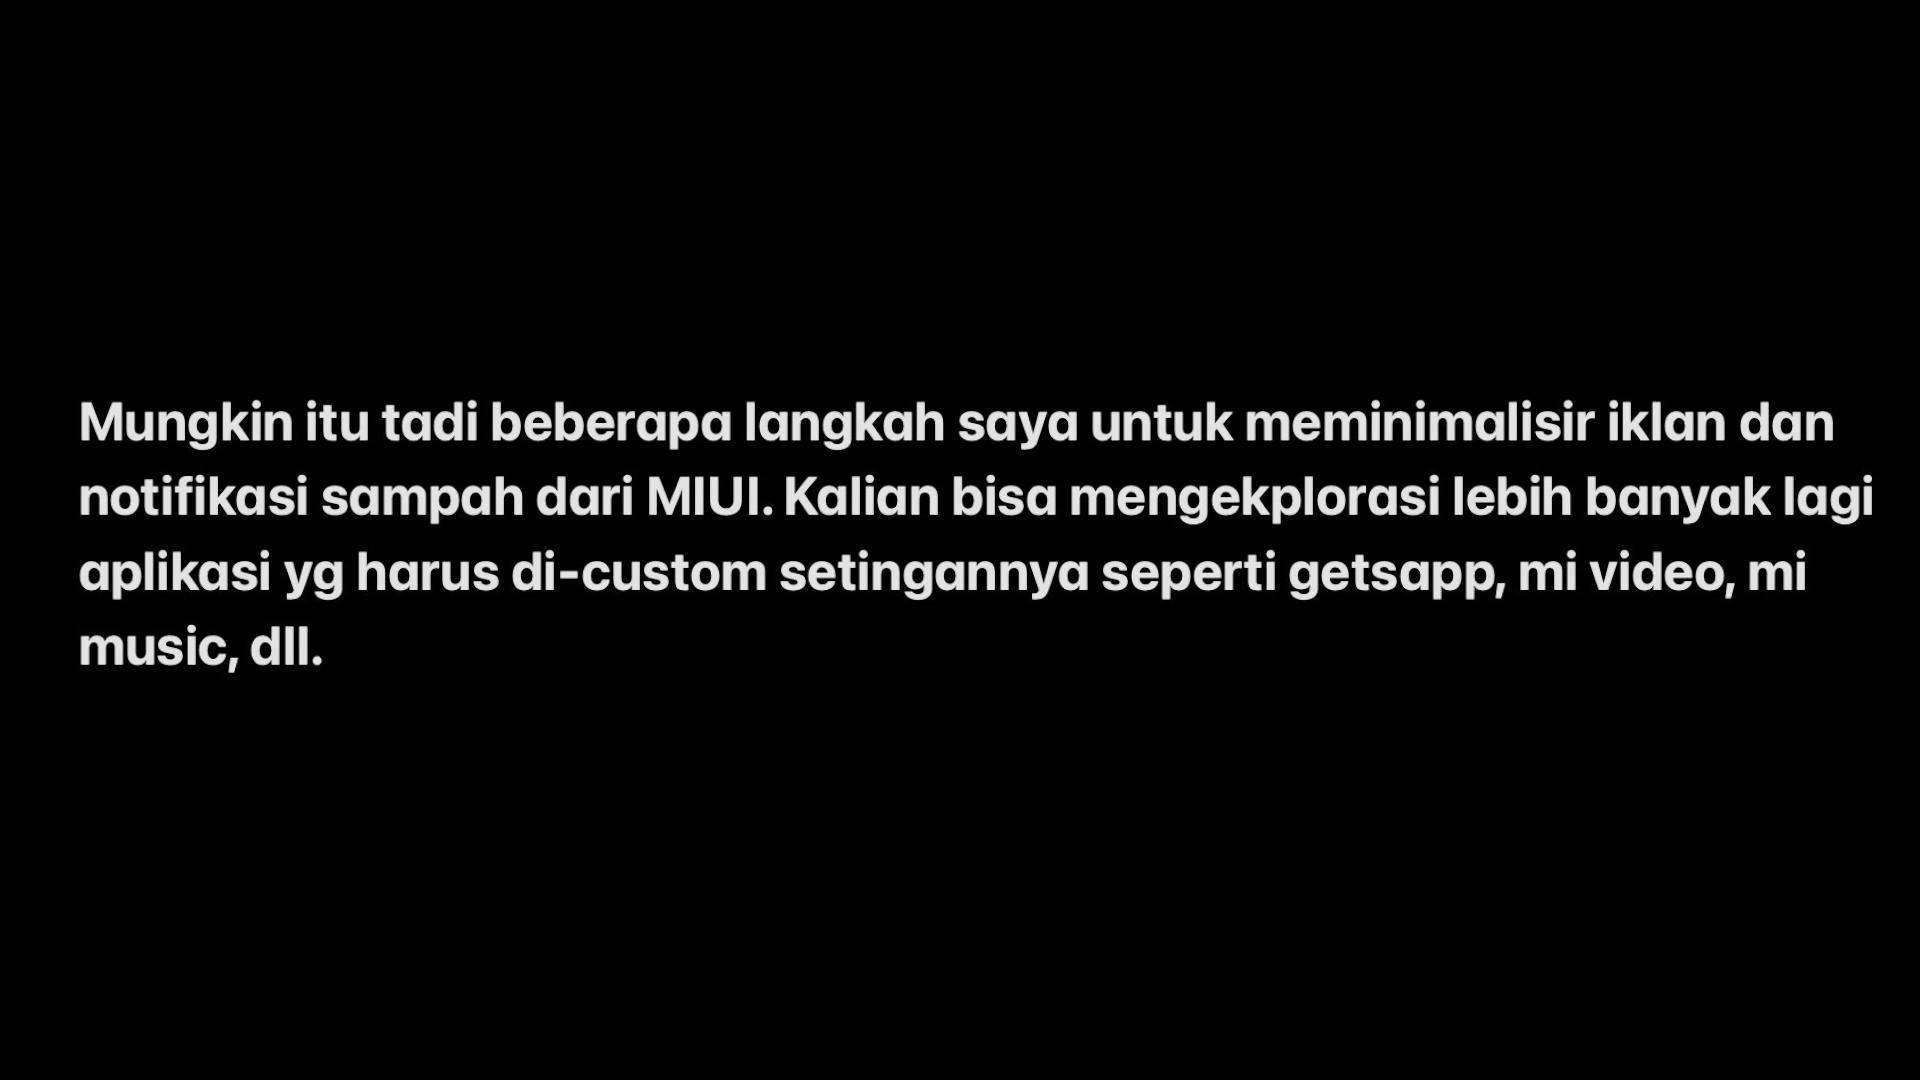 Mungkin itu tadi beberapa langkah saya untuk meminimalisir iklan dan
notifikasi sampah dari MIUI. Kalian bisa mengekplorasi lebih banyak lagi
aplikasi yg harus di-custom setingannya seperti getsapp, mi video, mi
music, dll.